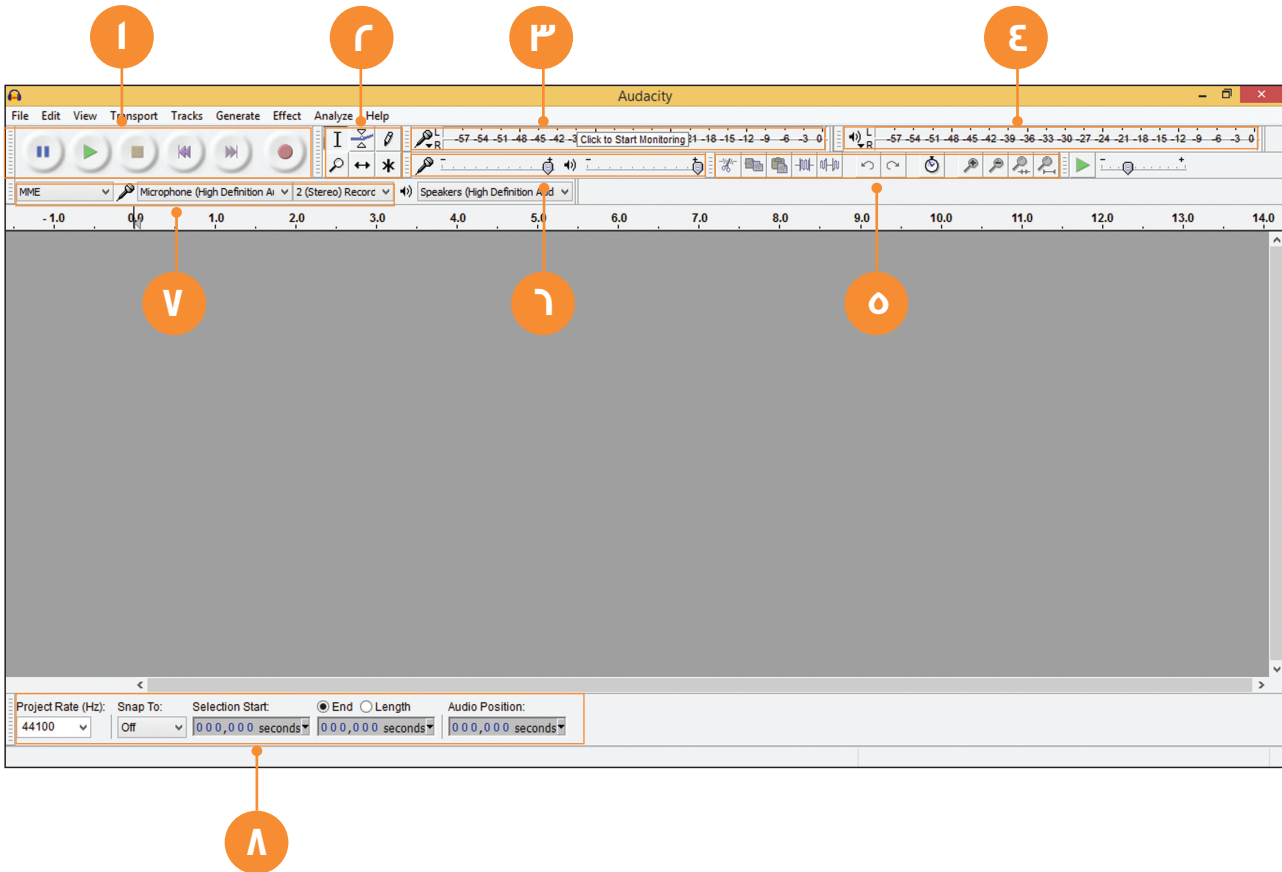 ١ ٢ ٣ ٤
Audacity
File Edit View Transport Tracks Generate Effect Analyze Help
L R -57 -54 -51 -48 -45 -42 -3 Click to Start Monitoring 21 -18 -15 -12 -9 -6 -3 0 L R -57 -54 -51 -48 -45 -42 -39 -36 -33 -30 -27 -24 -21 -18 -15 -12 -9 -6 -3 0
- + - + - +
MME Microphone (High Definition Au 2 (Stereo) Record Speakers (High Definition Aud
- 1.0 0.0 1.0 2.0 3.0 4.0 5.0 6.0 7.0 8.0 9.0 10.0 11.0 12.0 13.0 14.0
٧ ٦ ٥
Project Rate (Hz): Snap To: Selection Start: End Length Audio Position:
44100 Off 000,000 seconds 000,000 seconds 000,000 seconds
٨